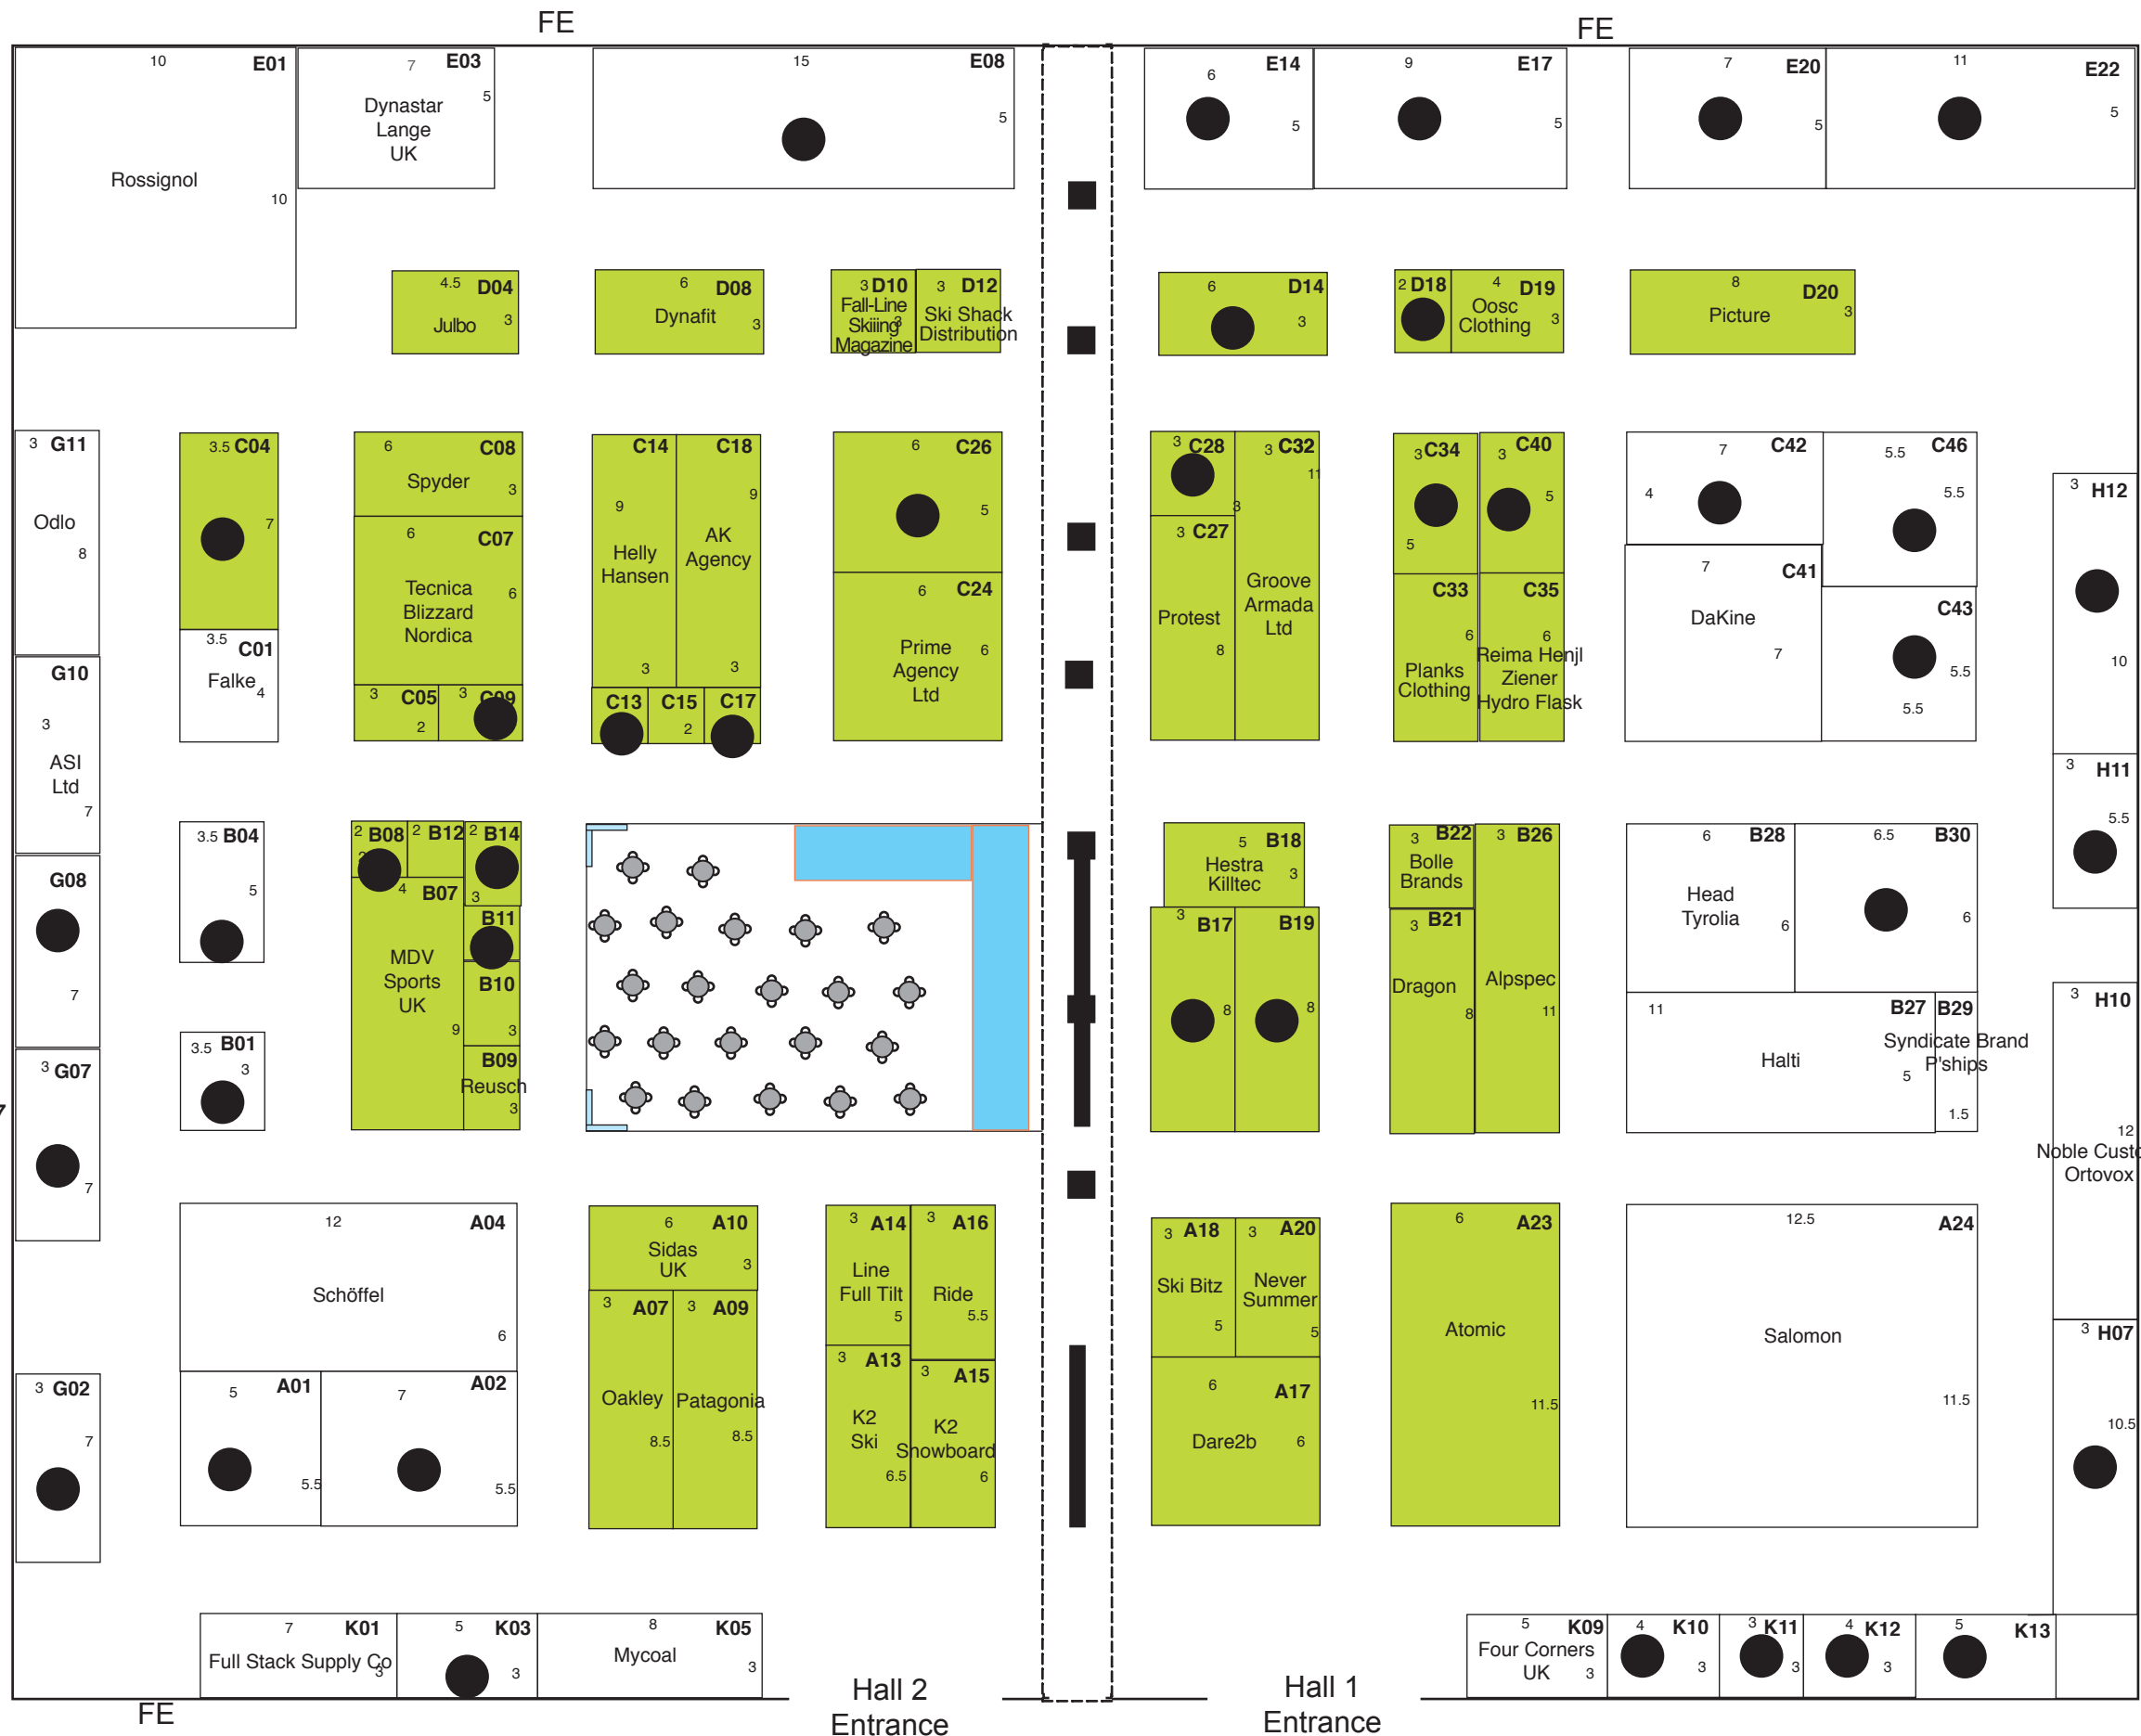 FE
FE
10 E01
Rossignol
10
7 E03
5
Dynastar
Lange
UK
15 E08
5
6 E14
5
9 E17
5
7 E20
5
11 E22
5
4.5 D04
Julbo 3
6 D08
Dynafit 3
3 D10
Fall-Line
Skiiing 3
Magazine
3 D12
Ski Shack
Distribution
6 D14
3
2 D18
4 D19
Oosc
Clothing 3
8 D20
Picture 3
3 G11
Odlo
8
3.5 C04
7
3.5 C01
Falke 4
6 C08
Spyder 3
6 C07
Tecnica
Blizzard
Nordica
6
3 C05
2
3 C09
C14
9
Helly
Hansen
3
C18
9
AK
Agency
3
C13
C15
2
C17
6 C26
5
6 C24
Prime
Agency
Ltd
6
3 C28
3
3 C27
Protest
8
3 C32
11
Groove
Armada
Ltd
3 C34
5
3 C40
5
C33
6
Planks
Clothing
C35
6
Reima Henjl
Ziener
Hydro Flask
7 C42
4
5.5 C46
5.5
7 C41
DaKine
7
C43
5.5
5.5
3 H12
10
G10
3
ASI
Ltd
7
3 H11
5.5
G08
7
3.5 B04
5
3.5 B01
3
3 G07
7
7
2 B08
2
2 B12
2 B14
3
4 B07
MDV
Sports
UK
9
B11
B10
3
B09
Reusch
3
5 B18
Hestra
Killtec 3
3 B17
8
B19
8
3 B22
Bolle
Brands
3 B26
Alpspec
11
3 B21
Dragon
8
6 B28
Head
Tyrolia
6
6.5 B30
6
11 B27
Halti
5
B29
Syndicate Brand
P'ships
1.5
3 H10
12
Noble Custo
Ortovox
12 A04
Schöffel
6
5 A01
5.5
7 A02
5.5
3 G02
7
6 A10
Sidas
UK 3
3 A07
Oakley
8.5
3 A09
Patagonia
8.5
3 A14
Line
Full Tilt
5
3 A16
Ride
5.5
3 A13
K2
Ski
6.5
3 A15
K2
Snowboard
6
3 A18
Ski Bitz
5
3 A20
Never
Summer
5
6 A17
Dare2b 6
6 A23
Atomic
11.5
12.5 A24
Salomon
11.5
3 H07
10.5
7 K01
Full Stack Supply Co
3
5 K03
3
8 K05
Mycoal
3
5 K09
Four Corners
UK 3
4 K10
3
3 K11
3
4 K12
3
5 K13
FE
Hall 2
Entrance
Hall 1
Entrance